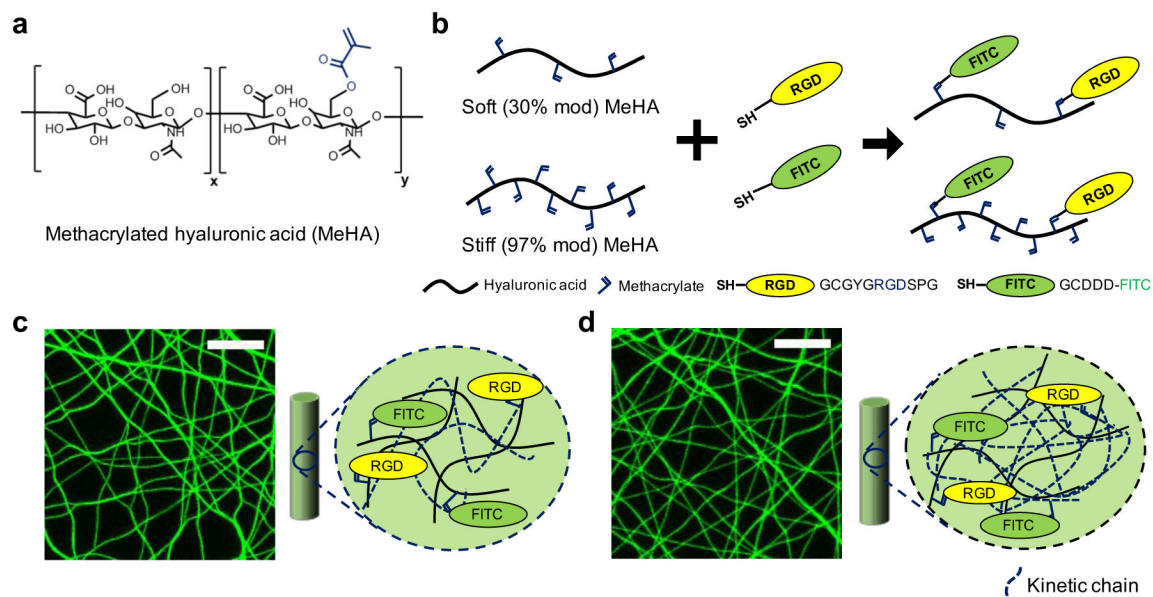 a
O
O
O
OH
HO
O
HO
OH
O
HO
O
O
NH
O
x
O
OH
HO
O
HO
OH
O
O
O
NH
O
y
Methacrylated hyaluronic acid (MeHA)
b
Soft (30% mod) MeHA
Stiff (97% mod) MeHA
SH RGD
SH FITC
FITC
RGD
FITC
RGD
Hyaluronic acid
Methacrylate
SH RGD GCGYGRGDSPG
SH FITC GCDDD-FITC
c
RGD
FITC
RGD
FITC
d
RGD
FITC
RGD
FITC
Kinetic chain